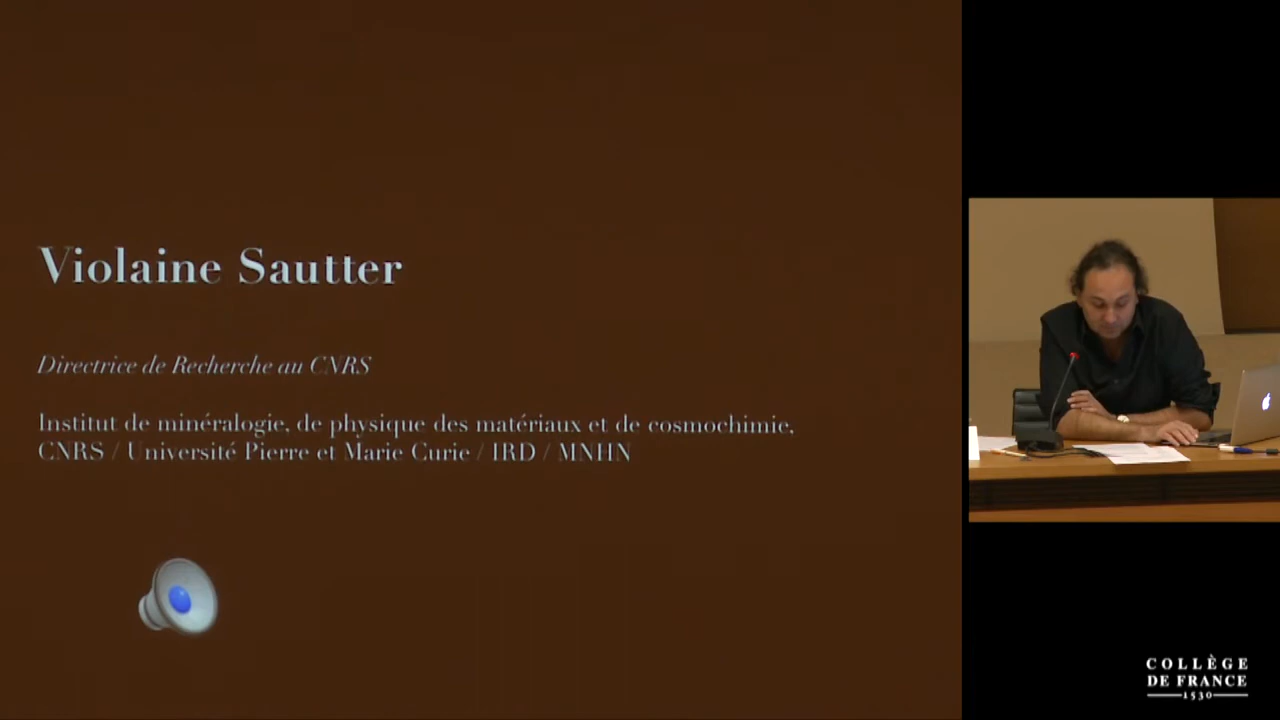 Violaine Sautter
Directrice de Recherche au CNRS
Institut de minéralogie, de physique des matériaux et de cosmochimie,
CNRS / Université Pierre et Marie Curie / IRD / MNHN
COLLÈGE
DE FRANCE
1530